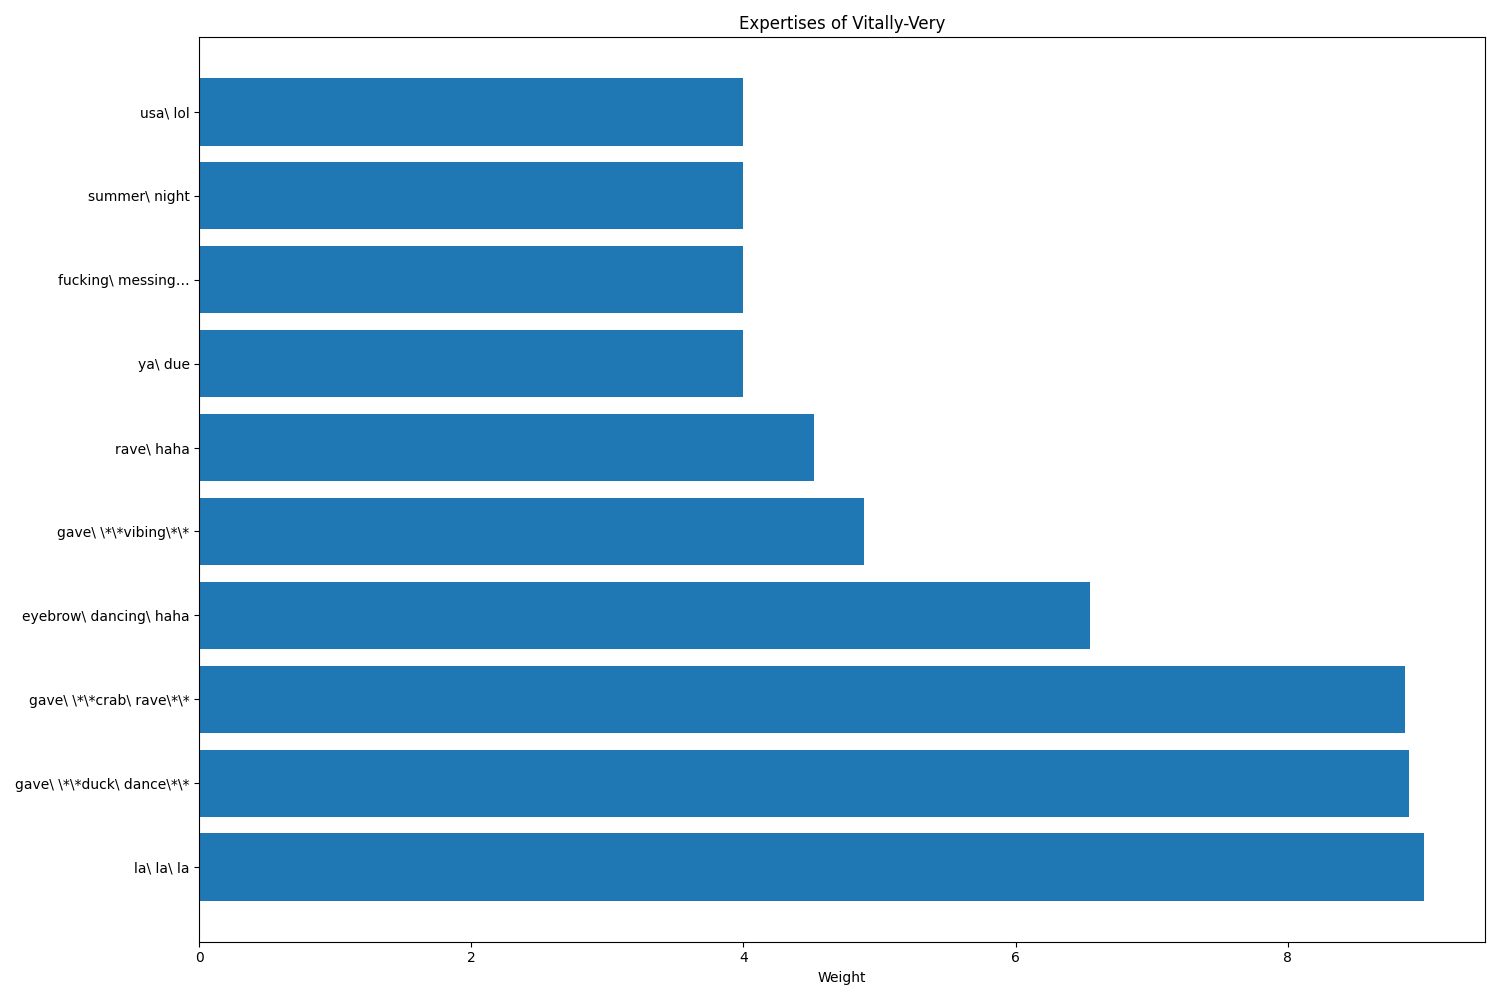 Expertises of Vitally-Very
usa\ lol
summer\ night
fucking\ messing…
ya\ due
rave\ haha
gave\ \*\*vibing\*\*
eyebrow\ dancing\ haha
gave\ \*\*crab\ rave\*\*
gave\ \*\*duck\ dance\*\*
la\ la\ la
0 2 4 6 8
Weight